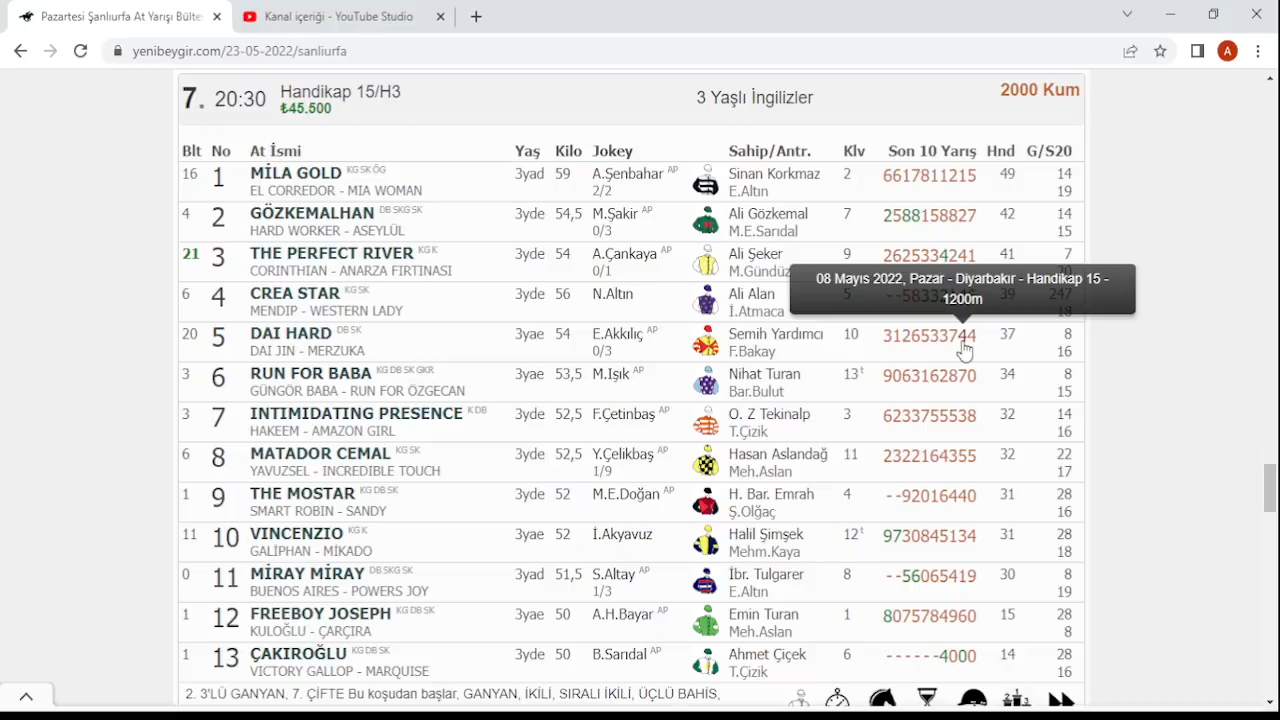 Pazartesi Şanlıurfa At Yarışı Bülte
Kanal içeriği - YouTube Studio
yenibeygir.com/23-05-2022/sanliurfa
A
7. 20:30 Handikap 15/H3 3 Yaşlı İngilizler 2000 Kum
₺45.500
Blt No At İsmi Yaş Kilo Jokey Sahip/Antr. Klv Son 10 Yarış Hnd G/S20
16 1 MİLA GOLD KG SK ÖG 3yad 59 A.Şenbahar AP Sinan Korkmaz 2 6617811215 49 14
EL CORREDOR - MIA WOMAN 2/2 E.Altın 19
4 2 GÖZKEMALHAN DB SKG SK 3yde 54,5 M.Şakir AP Ali Gözkemal 7 2588158827 42 14
HARD WORKER - ASEYLÜL 0/3 M.E.Sarıdal 15
21 3 THE PERFECT RIVER KG K 3yde 54 A.Çankaya AP Ali Şeker 9 2625334241 41 7
CORINTHIAN - ANARZA FIRTINASI 0/1 M.Gündüz
08 Mayıs 2022, Pazar - Diyarbakır - Handikap 15 -
1200m
6 4 CREA STAR KG SK 3yde 56 N.Altın Ali Alan 5 39 247
MENDIP - WESTERN LADY İ.Atmaca 18
20 5 DAI HARD DB SK 3yde 54 E.Akkılıç AP Semih Yardımcı 10 3126533744 37 8
DAI JIN - MERZUKA 0/3 F.Bakay 16
3 6 RUN FOR BABA KG DB SK GKR 3yae 53,5 M.Işık AP Nihat Turan 13t 9063162870 34 8
GÜNGÖR BABA - RUN FOR ÖZGECAN Bar.Bulut 15
3 7 INTIMIDATING PRESENCE K DB 3yde 52,5 F.Çetinbaş AP O. Z Tekinalp 3 6233755538 32 14
HAKEEM - AMAZON GIRL T.Çizik 16
6 8 MATADOR CEMAL KG SK 3yde 52,5 Y.Çelikbaş AP Hasan Aslandağ 11 2322164355 32 22
YAVUZSEL - INCREDIBLE TOUCH 1/9 Meh.Aslan 17
1 9 THE MOSTAR KG DB SK 3yde 52 M.E.Doğan AP H. Bar. Emrah 4 --92016440 31 28
SMART ROBIN - SANDY Ş.Olğaç 16
11 10 VINCENZIO KG K 3yae 52 İ.Akyavuz Halil Şimşek 12t 9730845134 31 28
GALİPHAN - MİKADO Mehm.Kaya 18
0 11 MİRAY MİRAY DB SKG SK 3yad 51,5 S.Altay AP İbr. Tulgarer 8 --56065419 30 8
BUENOS AIRES - POWERS JOY 1/3 E.Altın 19
1 12 FREEBOY JOSEPH KG DB SK 3yae 50 A.H.Bayar AP Emin Turan 1 8075784960 15 28
KULOĞLU - ÇARÇIRA Meh.Aslan 8
1 13 ÇAKIROĞLU KG DB SK 3yde 50 B.Sarıdal AP Ahmet Çiçek 6 ------4000 14 28
VICTORY GALLOP - MARQUISE T.Çizik 16
2. 3'LÜ GANYAN, 7. ÇİFTE Bu koşudan başlar, GANYAN, İKİLİ, SIRALI İKİLİ, ÜÇLÜ BAHİS,